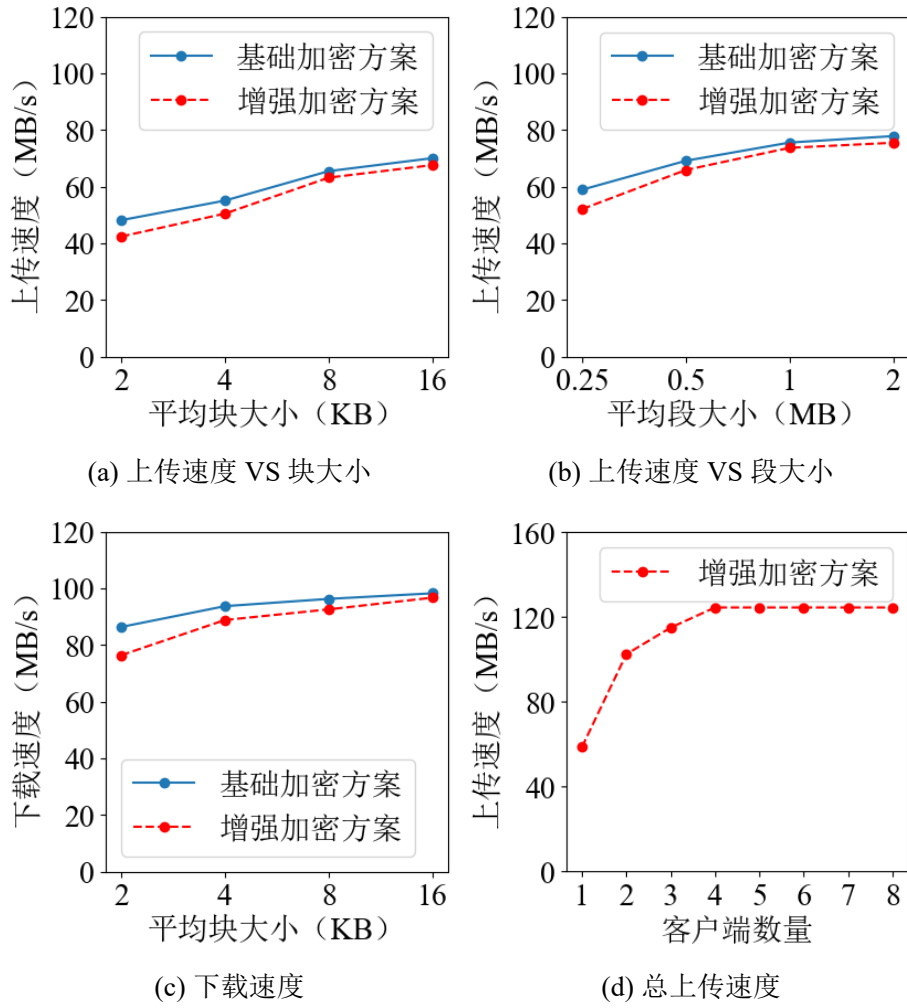 120
100
80
60
40
20
0
上传速度（MB/s）
基础加密方案
增强加密方案
2 4 8 16
平均块大小（KB）
(a) 上传速度 VS 块大小
120
100
80
60
40
20
0
上传速度（MB/s）
基础加密方案
增强加密方案
0.25 0.5 1 2
平均段大小（MB）
(b) 上传速度 VS 段大小
120
100
80
60
40
20
0
下载速度（MB/s）
基础加密方案
增强加密方案
2 4 8 16
平均块大小（KB）
(c) 下载速度
160
120
80
40
0
上传速度（MB/s）
增强加密方案
1 2 3 4 5 6 7 8
客户端数量
(d) 总上传速度